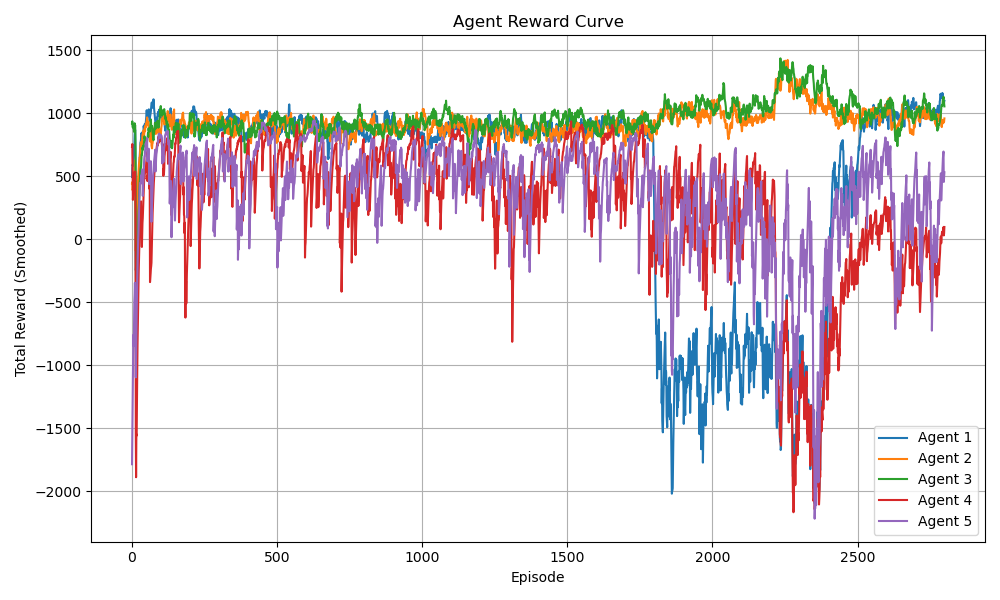 Agent Reward Curve
1500
1000
500
0
−500
−1000
−1500
−2000
Total Reward (Smoothed)
0 500 1000 1500 2000 2500
Episode
Agent 1
Agent 2
Agent 3
Agent 4
Agent 5